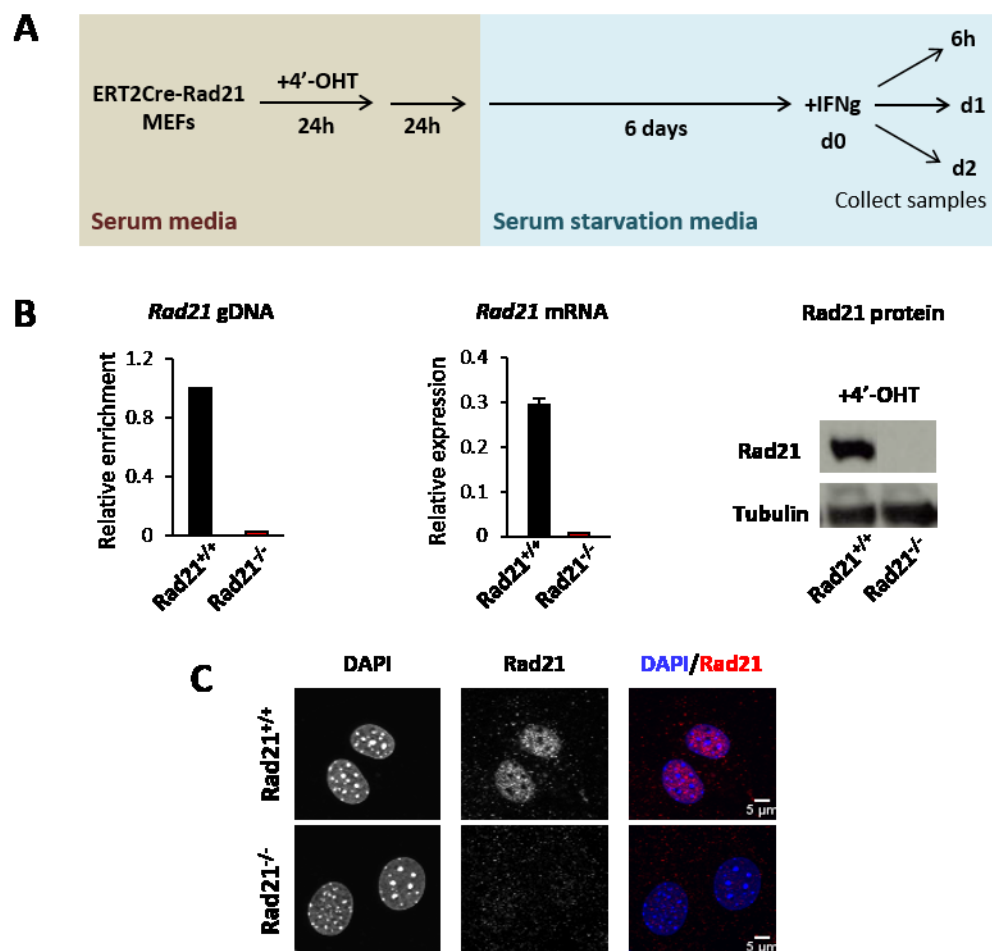 A
ERT2Cre-Rad21
MEFs
+4’-OHT
24h
24h
6 days
+IFNg
d0
6h
d1
d2
Collect samples
Serum media
Serum starvation media
B
Rad21 gDNA
Relative enrichment
1.2
0.8
0.4
0
Rad21+/+
Rad21-/-
Rad21 mRNA
Relative expression
0.4
0.3
0.2
0.1
0
Rad21+/+
Rad21-/-
Rad21 protein
+4’-OHT
Rad21
Tubulin
Rad21+/+
Rad21-/-
C
DAPI
Rad21
DAPI/Rad21
Rad21+/+
5 µm
Rad21-/-
5 µm